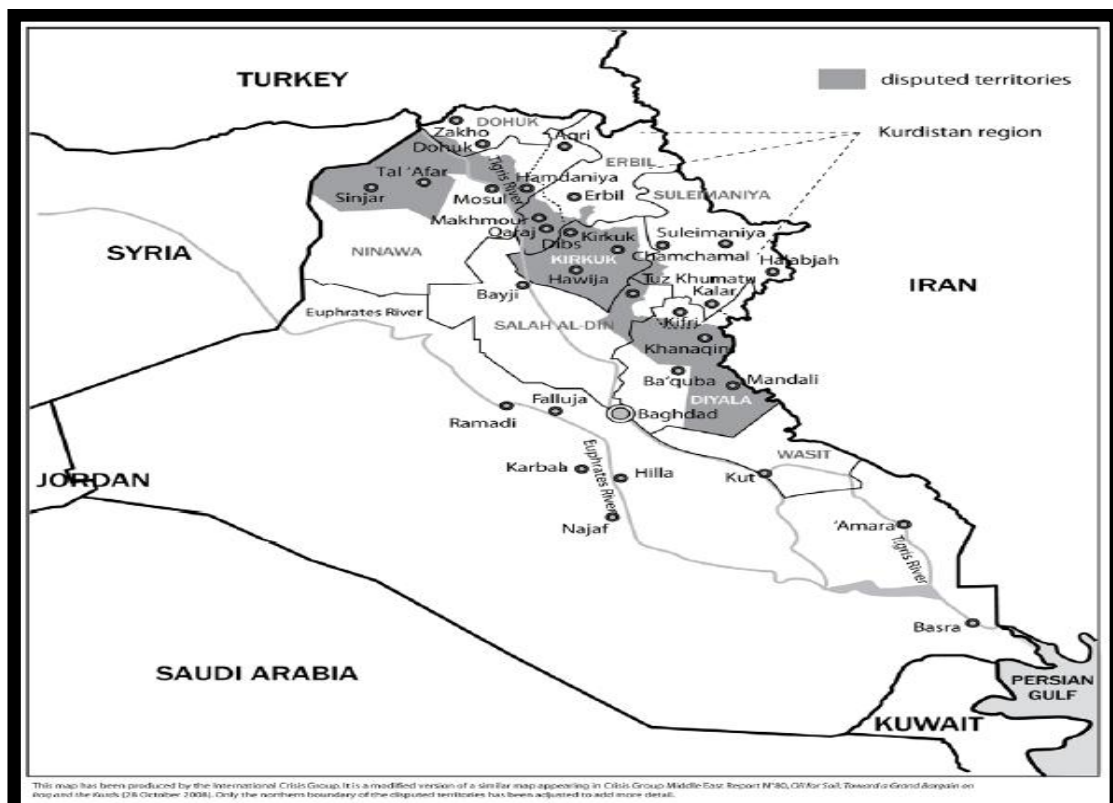 TURKEY
disputed territories
DOHUK
Zakho
Aqri
Kurdistan region
Dohuk
ERBIL
Tal 'Afar
Tigris River
Hamdaniya
Sinjar
Mosul
Erbil
SULEIMANIYA
Makhmour
Qaraj
Dibs
Kirkuk
Suleimaniya
SYRIA
NINAWA
KIRKUK
Chamchamal
Halabjah
Hawija
Tuz Khumatu
IRAN
Bayji
Kalar
Euphrates River
SALAH AL-DIN
Kifri
Khanaqin
Ba'quba
Mandali
Falluja
DIYALA
Ramadi
Baghdad
WASIT
JORDAN
Karbala
Euphrates River
Hilla
Kut
Najaf
'Amara
Tigris River
Basra
SAUDI ARABIA
PERSIAN
GULF
KUWAIT
This map has been produced by the International Crisis Group. It is a modified version of a similar map appearing in Crisis Group Middle East Report N°80, Oil for Soil: Toward a Grand Bargain on
Iraq and the Kurds (28 October 2008). Only the northern boundary of the disputed territories has been adjusted to add more detail.